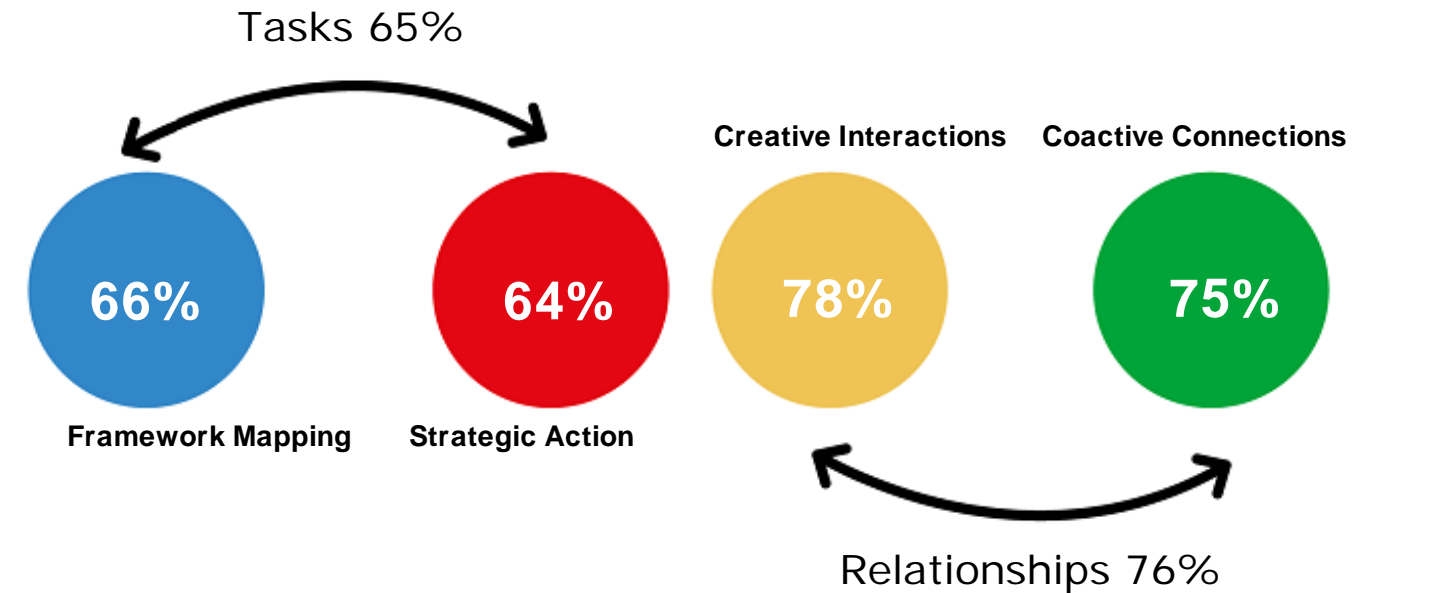 Tasks 65%
Creative Interactions
Coactive Connections
66%
64%
78%
75%
Framework Mapping
Strategic Action
Relationships 76%